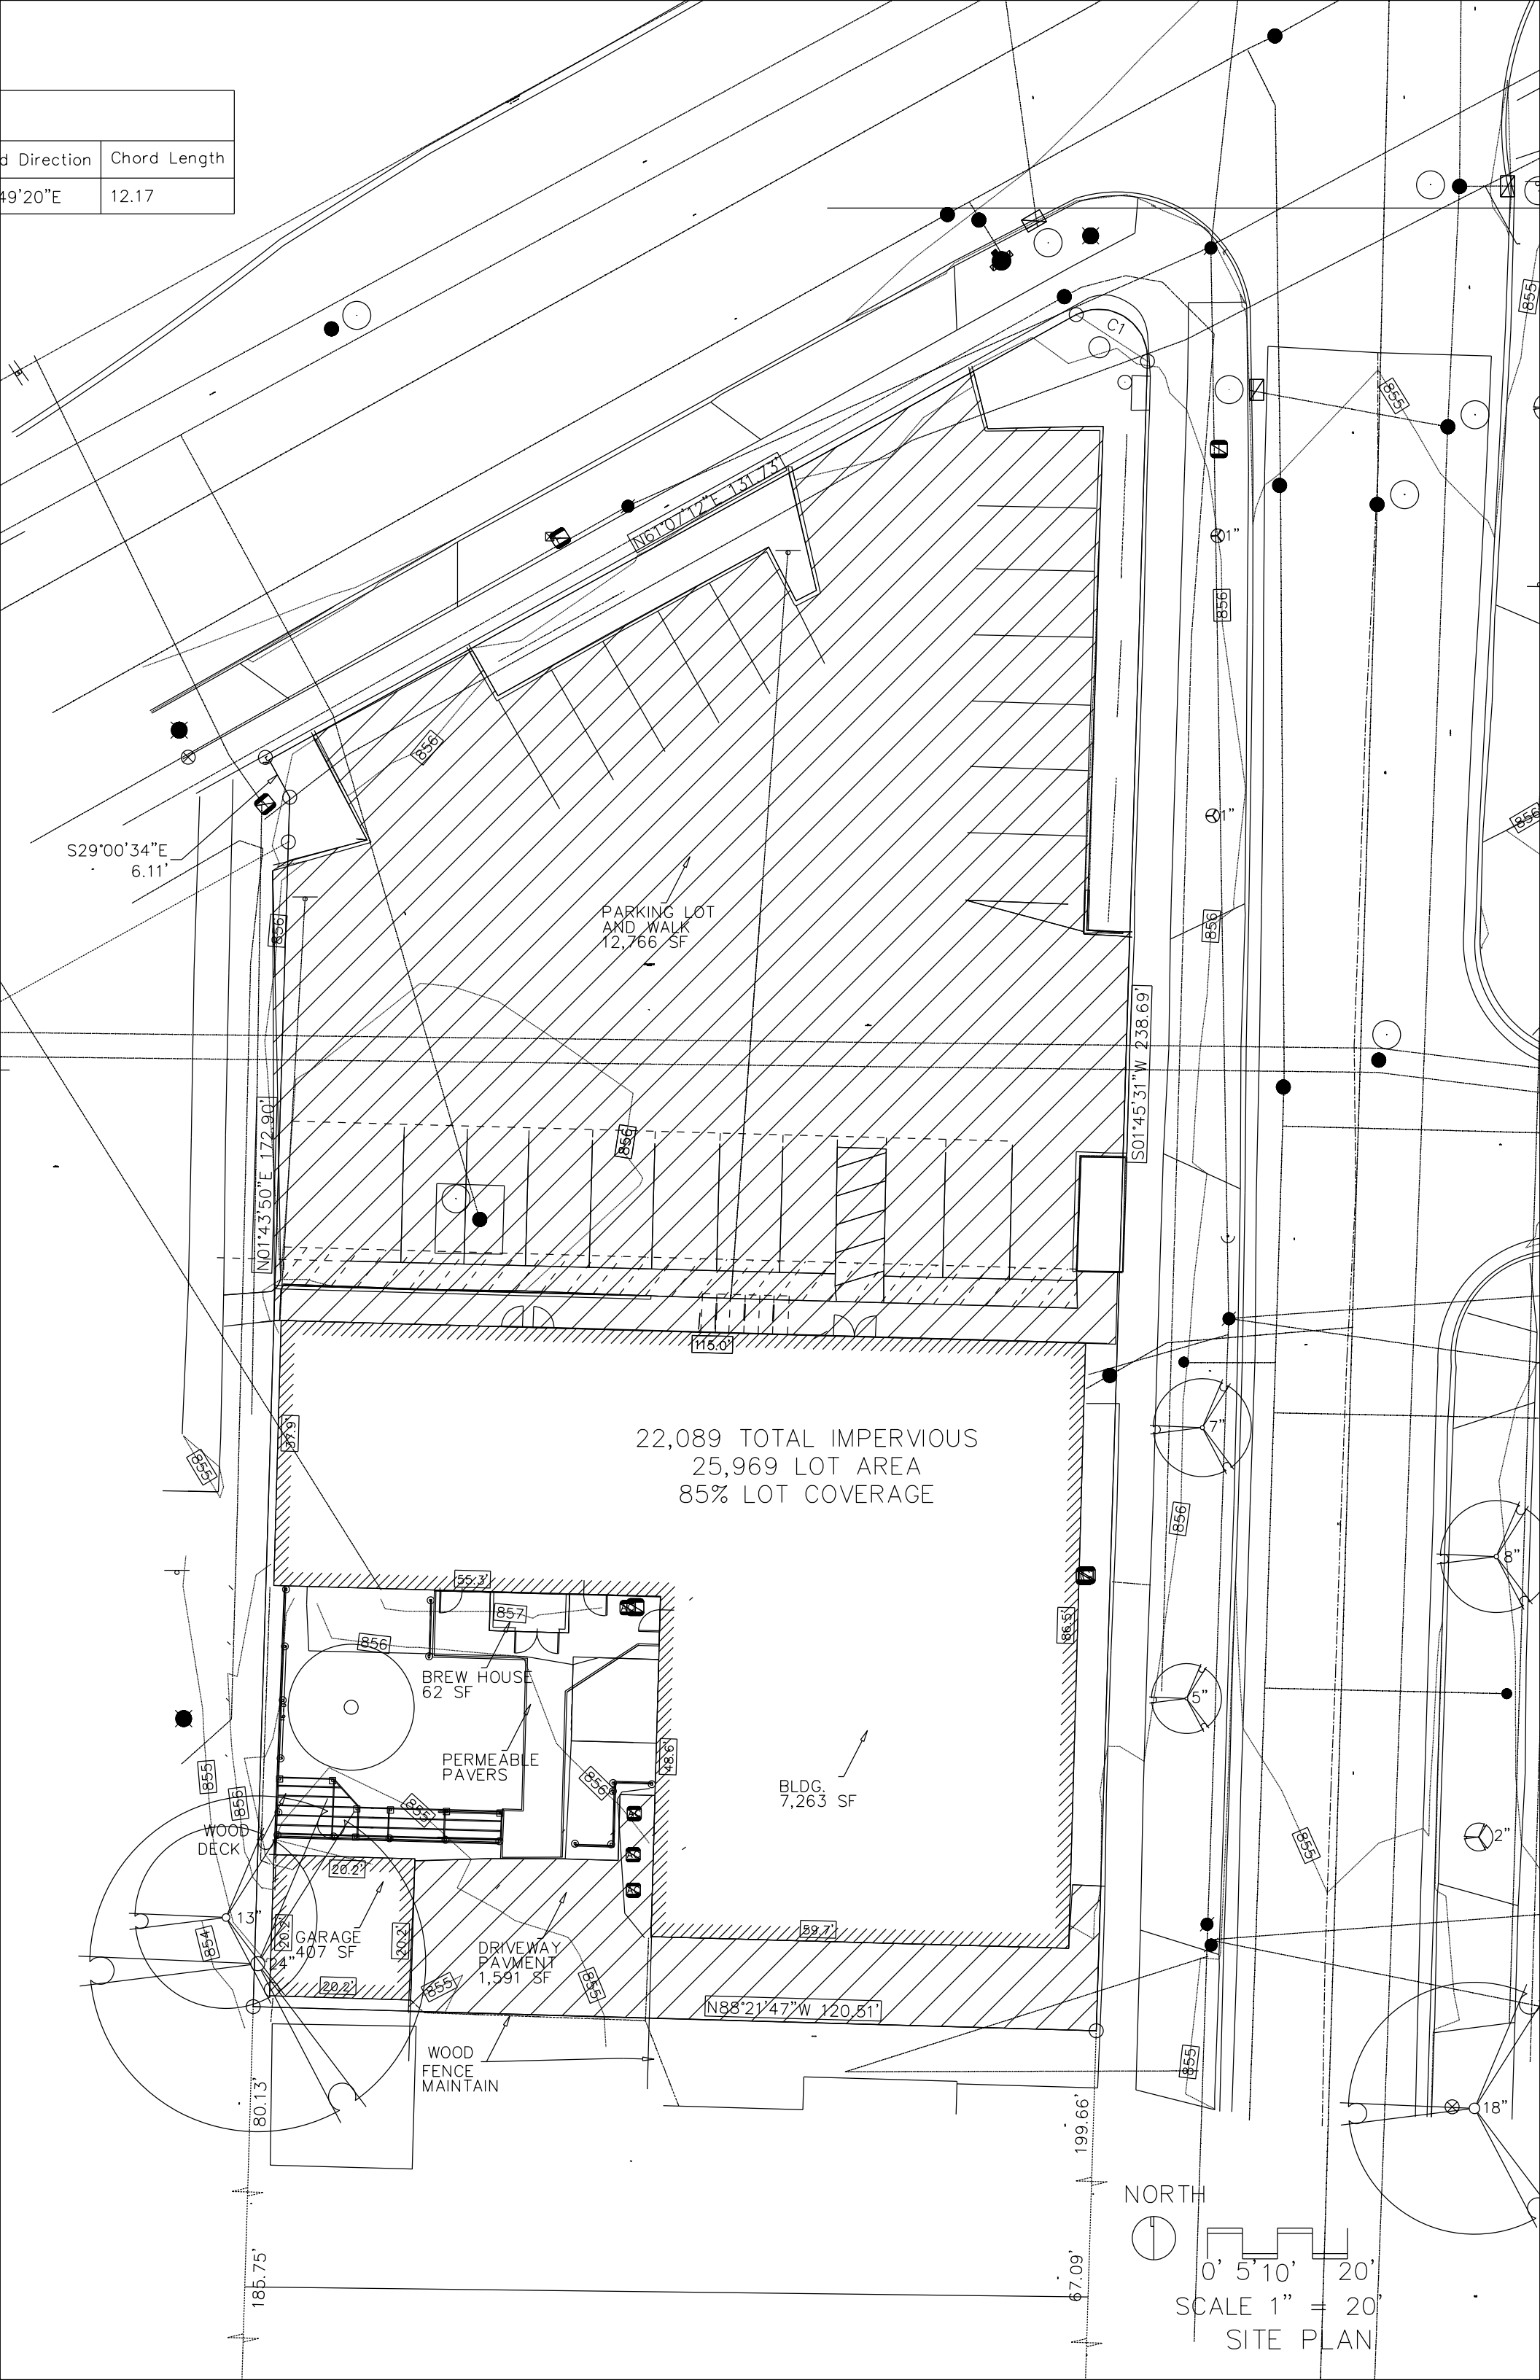 d Direction
Chord Length
49'20"E
12.17
C1
855
855
855
N61°07'12"E 131.73'
1"
856
856
1"
856
S29°00'34"E
6.11'
856
856
PARKING LOT
AND WALK
12,766 SF
S01°45'31"W 238.69'
N01°43'50"E 172.90'
856
115.0'
7"
57.9'
22,089 TOTAL IMPERVIOUS
25,969 LOT AREA
85% LOT COVERAGE
855
856
8"
55.3'
857
856
86.5'
BREW HOUSE
62 SF
5"
PERMEABLE
PAVERS
48.6'
855
856
BLDG.
7,263 SF
856
855
WOOD
DECK
2"
855
20.2'
13"
20.2'
GARAGE
407 SF
20.2'
59.7'
854
24"
DRIVEWAY
PAVMENT
1,591 SF
20.2'
855
855
N88°21'47"W 120.51'
WOOD
FENCE
MAINTAIN
855
80.13'
199.66'
18"
NORTH
185.75'
67.09'
0' 5' 10' 20'
SCALE 1" = 20'
SITE PLAN